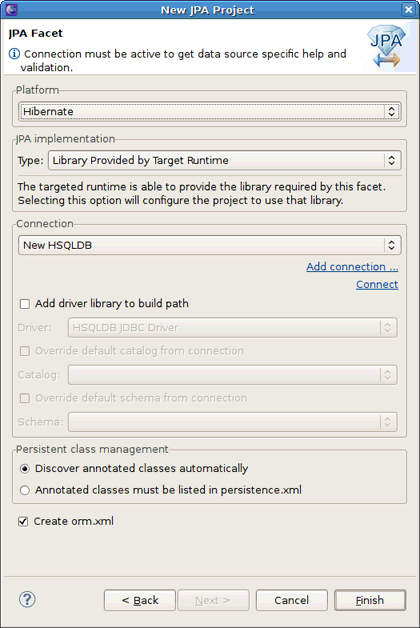 New JPA Project
JPA Facet
Connection must be active to get data source specific help and
validation.
JPA
Platform
Hibernate
JPA implementation
Type: Library Provided by Target Runtime
The targeted runtime is able to provide the library required by this facet.
Selecting this option will configure the project to use that library.
Connection
New HSQLDB
Add connection ...
Connect
Add driver library to build path
Driver: HSQLDB JDBC Driver
Override default catalog from connection
Catalog:
Override default schema from connection
Schema:
Persistent class management
Discover annotated classes automatically
Annotated classes must be listed in persistence.xml
Create orm.xml
< Back Next > Cancel Finish